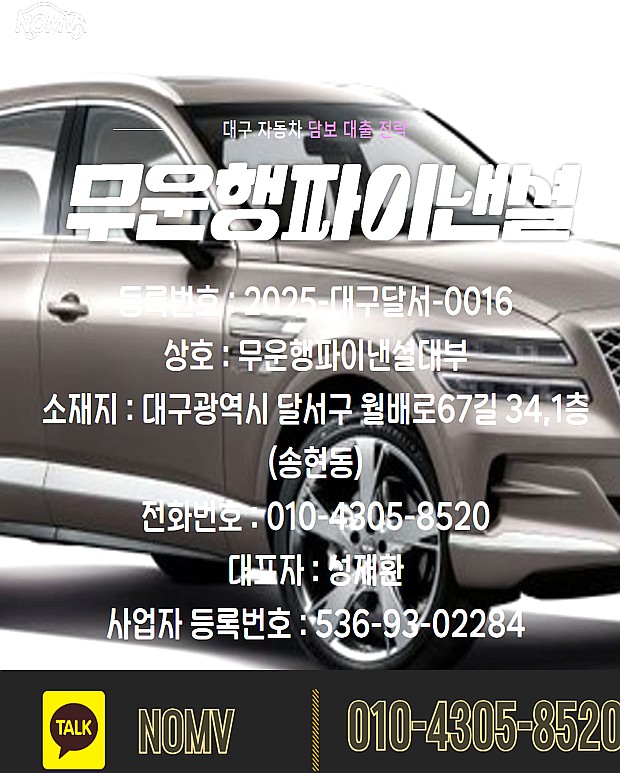 NOMV
대구 자동차 담보 대출 전략
무운행파이낸셜
등록번호 : 2025-대구달서-0016
상호 : 무운행파이낸셜대부
소재지 : 대구광역시 달서구 월배로67길 34,1층
(송현동)
전화번호 : 010-4305-8520
대표자 : 성재환
사업자 등록번호 : 536-93-02284
TALK
NOMV
010-4305-8520